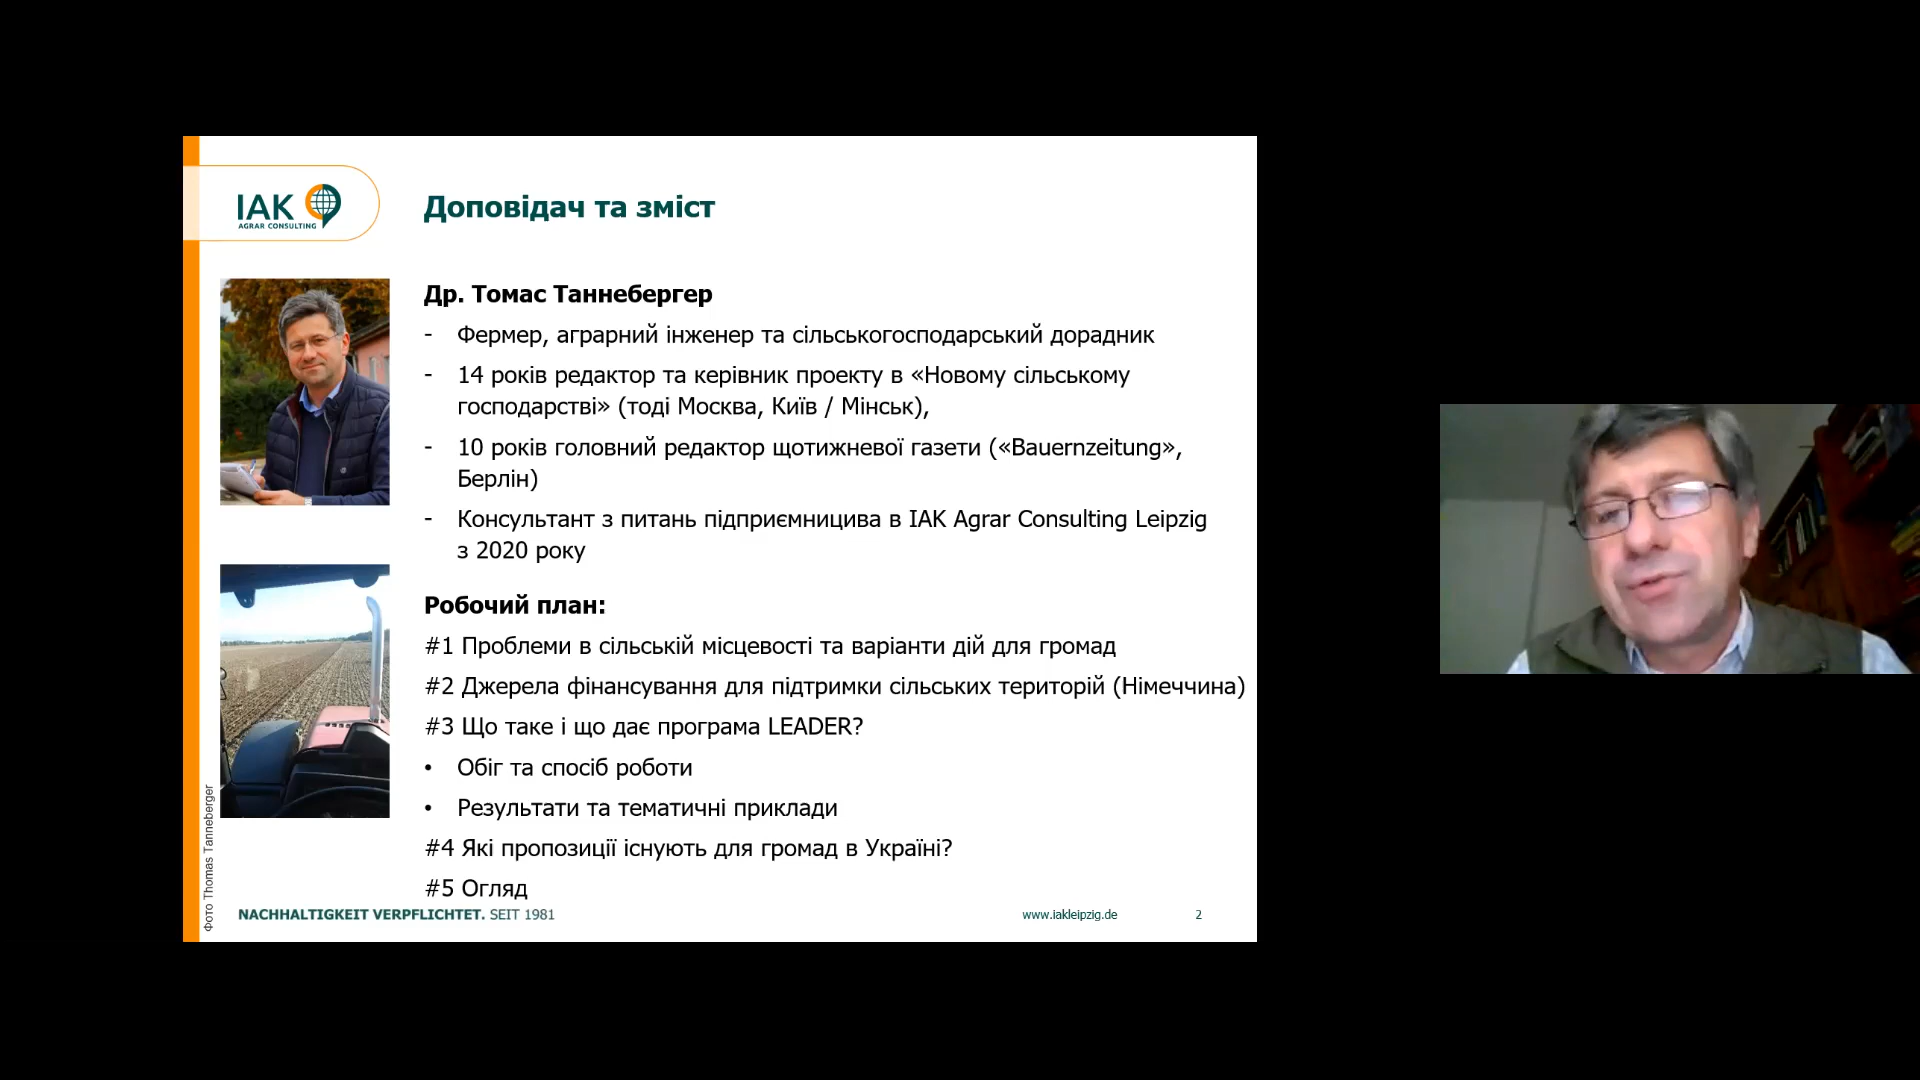 IAK
AGRAR CONSULTING
Доповідач та зміст
Др. Томас Таннебергер
- Фермер, аграрний інженер та сільськогосподарський дорадник
- 14 років редактор та керівник проекту в «Новому сільському
господарстві» (тоді Москва, Київ / Мінськ),
- 10 років головний редактор щотижневої газети («Bauernzeitung»,
Берлін)
- Консультант з питань підприємницива в IAK Agrar Consulting Leipzig
з 2020 року
Робочий план:
#1 Проблеми в сільській місцевості та варіанти дій для громад
#2 Джерела фінансування для підтримки сільських територій (Німеччина)
#3 Що таке і що дає програма LEADER?
• Обіг та спосіб роботи
• Результати та тематичні приклади
#4 Які пропозиції існують для громад в Україні?
#5 Огляд
Фото Thomas Tanneberger
NACHHALTIGKEIT VERPFLICHTET. SEIT 1981
www.iakleipzig.de
2